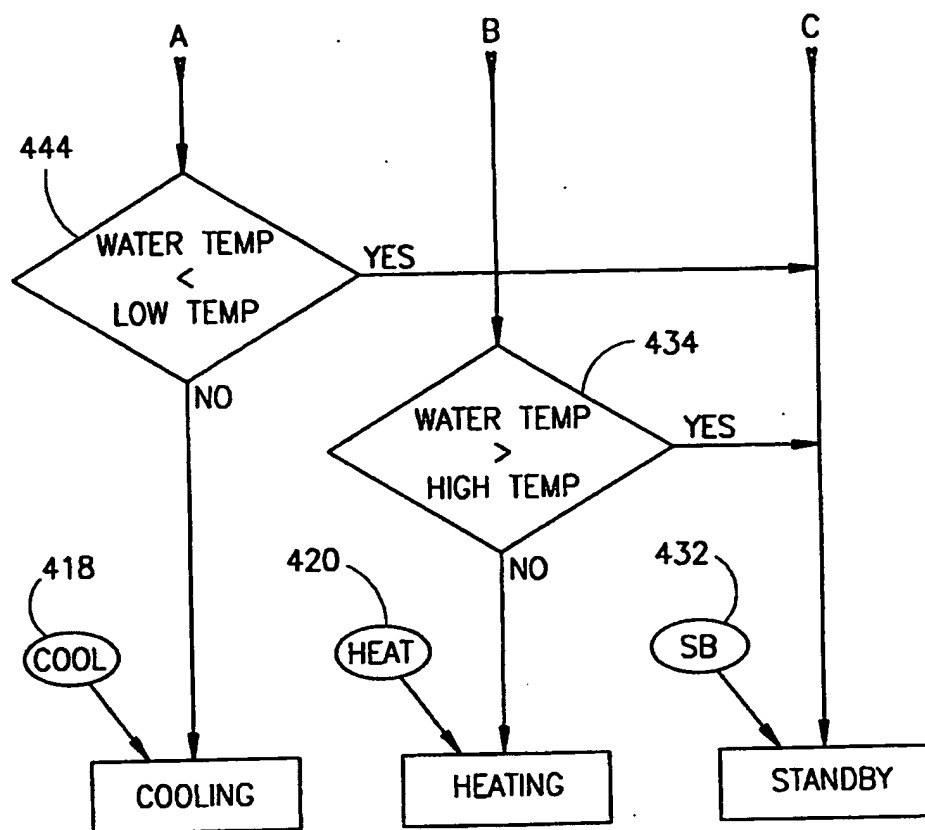 A
B
C
444
WATER TEMP
<
LOW TEMP
YES
NO
434
WATER TEMP
>
HIGH TEMP
YES
NO
418
COOL
420
HEAT
432
SB
COOLING
HEATING
STANDBY